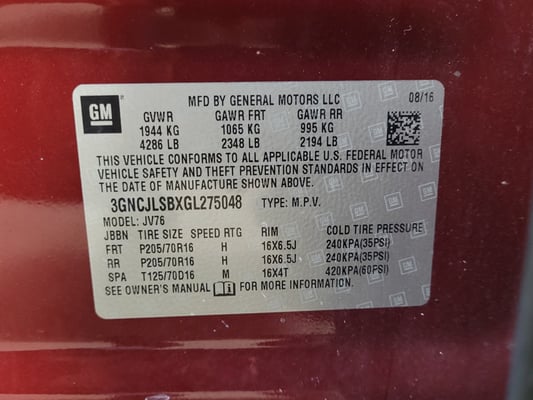 GM
MFD BY GENERAL MOTORS LLC 08/16
GVWR GAWR FRT GAWR RR
1944 KG 1065 KG 995 KG
4286 LB 2348 LB 2194 LB
THIS VEHICLE CONFORMS TO ALL APPLICABLE U.S. FEDERAL MOTOR
VEHICLE SAFETY AND THEFT PREVENTION STANDARDS IN EFFECT ON
THE DATE OF MANUFACTURE SHOWN ABOVE.
3GNCJLSBXGL275048 TYPE: M.P.V.
MODEL: JV76
JBBN TIRE SIZE SPEED RTG RIM COLD TIRE PRESSURE
FRT P205/70R16 H 16X6.5J 240KPA(35PSI)
RR P205/70R16 H 16X6.5J 240KPA(35PSI)
SPA T125/70D16 M 16X4T 420KPA(60PSI)
SEE OWNER'S MANUAL FOR MORE INFORMATION.